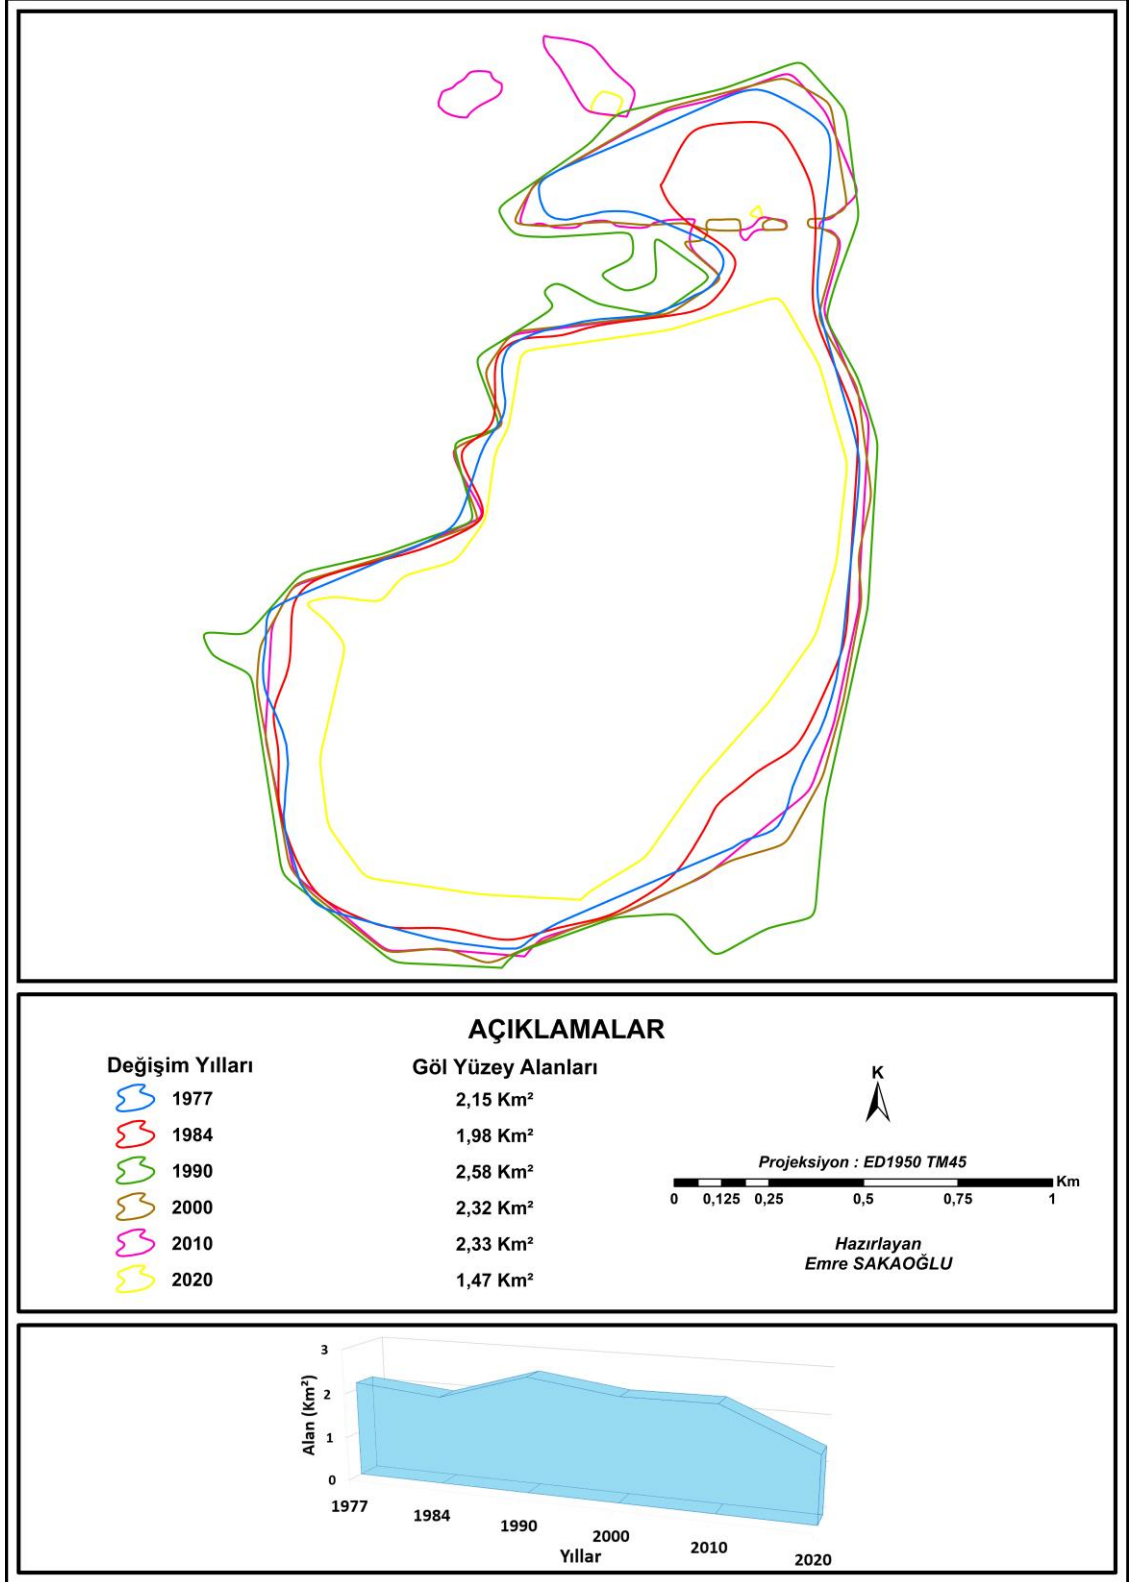 AÇIKLAMALAR
Değişim Yılları Göl Yüzey Alanları
1977 2,15 Km²
1984 1,98 Km²
1990 2,58 Km²
2000 2,32 Km²
2010 2,33 Km²
2020 1,47 Km²
K
Projeksiyon : ED1950 TM45
Km
0 0,125 0,25 0,5 0,75 1
Hazırlayan
Emre SAKAOĞLU
3
2
1
0
Alan (Km²)
1977 1984 1990 2000 2010 2020
Yıllar